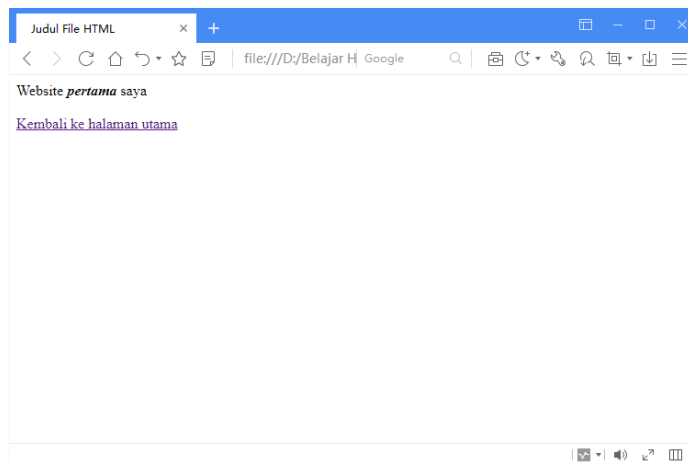 Judul File HTML
file:///D:/Belajar H
Google
Website pertama saya
Kembali ke halaman utama